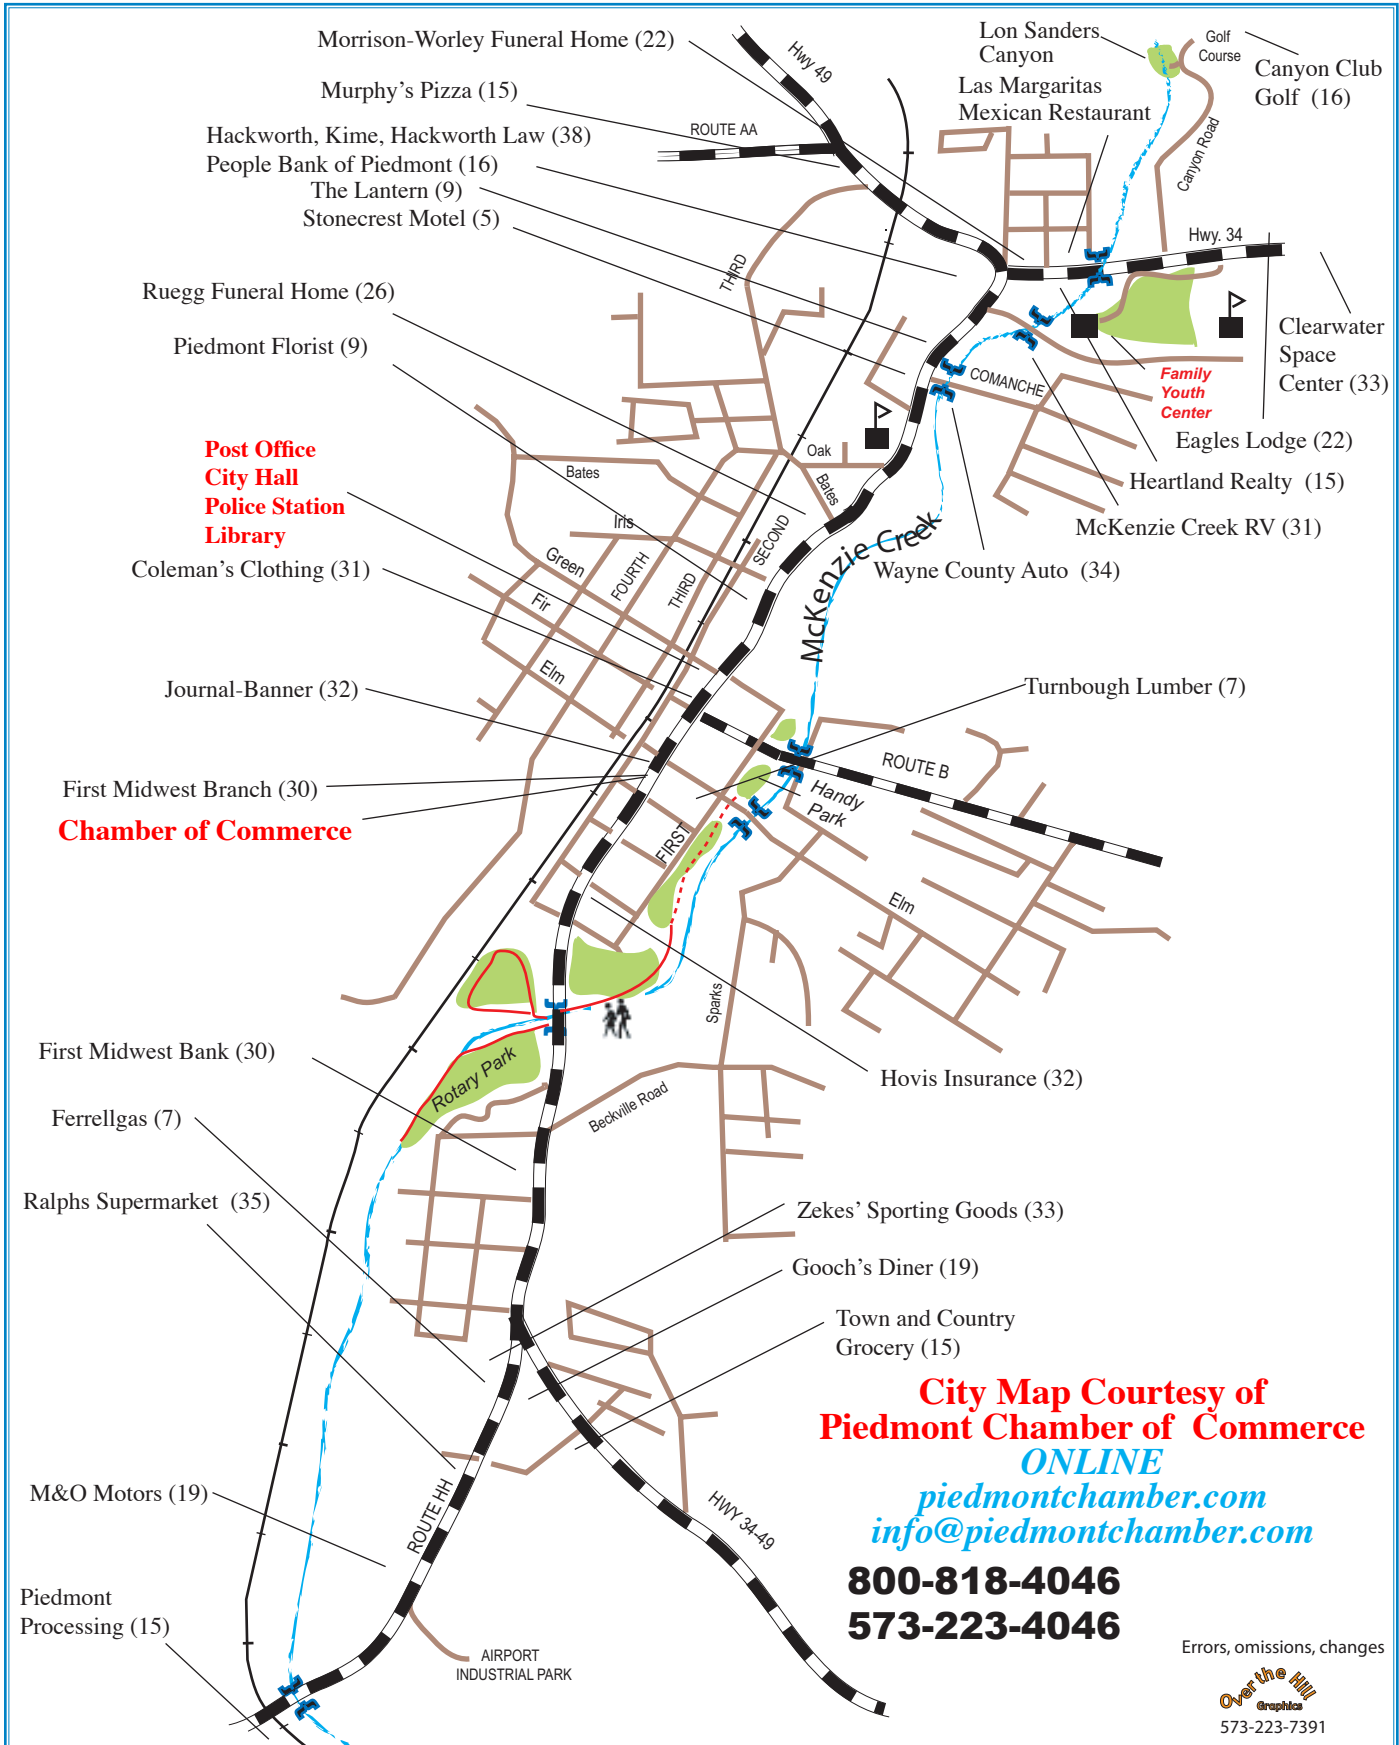 Morrison-Worley Funeral Home (22)
Murphy's Pizza (15)
Hackworth, Kime, Hackworth Law (38)
People Bank of Piedmont (16)
The Lantern (9)
Stonecrest Motel (5)
Ruegg Funeral Home (26)
Piedmont Florist (9)
Post Office
City Hall
Police Station
Library
Coleman's Clothing (31)
Journal-Banner (32)
First Midwest Branch (30)
Chamber of Commerce
First Midwest Bank (30)
Ferrellgas (7)
Ralphs Supermarket (35)
M&O Motors (19)
Piedmont
Processing (15)
Hwy 49
ROUTE AA
Lon Sanders
Canyon
Golf
Course
Canyon Club
Golf (16)
Las Margaritas
Mexican Restaurant
Canyon Road
Hwy. 34
Clearwater
Space
Center (33)
Family
Youth
Center
Eagles Lodge (22)
Heartland Realty (15)
McKenzie Creek RV (31)
Wayne County Auto (34)
COMANCHE
THIRD
Oak
Bates
Bates
Iris
Green
Fir
Elm
FOURTH
THIRD
SECOND
McKenzie Creek
Turnbough Lumber (7)
ROUTE B
Handy
Park
FIRST
Elm
Sparks
Hovis Insurance (32)
Rotary Park
Beckville Road
Zekes' Sporting Goods (33)
Gooch's Diner (19)
Town and Country
Grocery (15)
ROUTE HH
HWY 34-49
AIRPORT
INDUSTRIAL PARK
City Map Courtesy of
Piedmont Chamber of Commerce
ONLINE
piedmontchamber.com
info@piedmontchamber.com
800-818-4046
573-223-4046
Errors, omissions, changes
Over the Hill
Graphics
573-223-7391